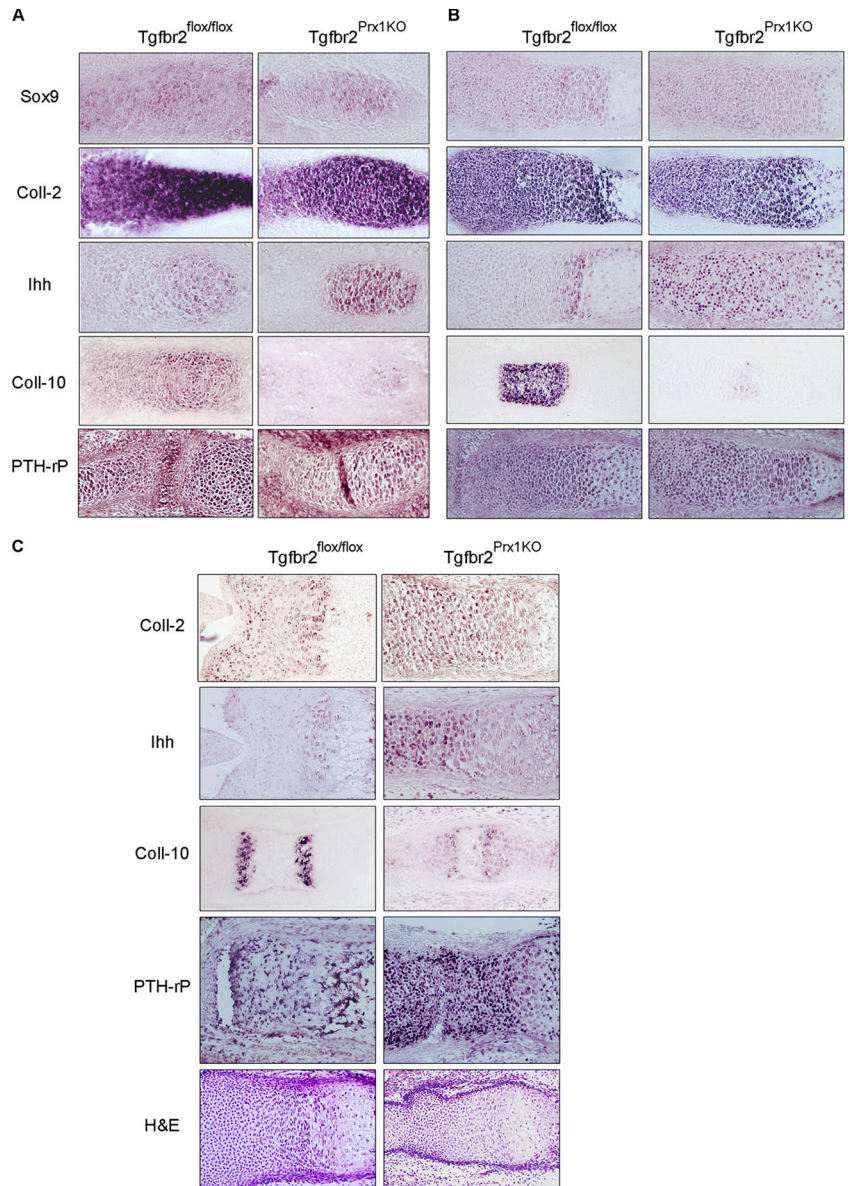 A
B
Tgfbr2flox/flox Tgfbr2Prx1KO Tgfbr2flox/flox Tgfbr2Prx1KO
Sox9
Coll-2
Ihh
Coll-10
PTH-rP
C
Tgfbr2flox/flox Tgfbr2Prx1KO
Coll-2
Ihh
Coll-10
PTH-rP
H&E